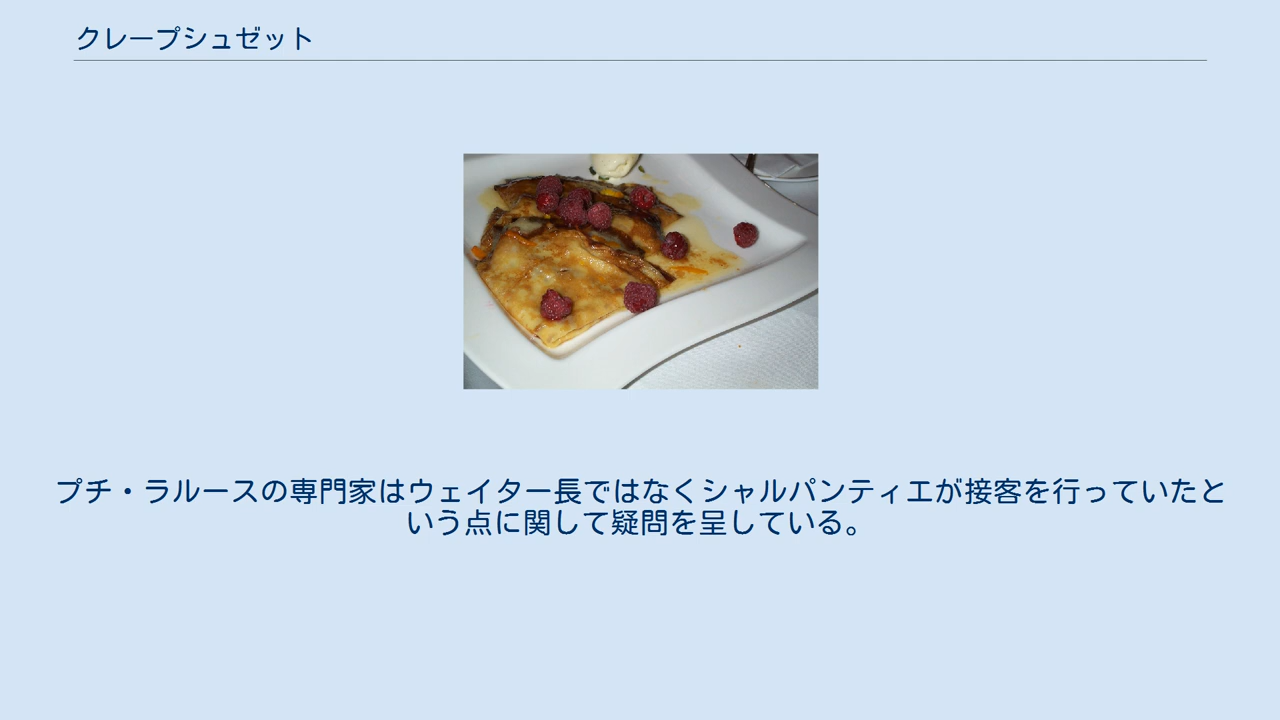 クレープシュゼット
プチ・ラルースの専門家はウェイター長ではなくシャルパンティエが接客を行っていたと
いう点に関して疑問を呈している。